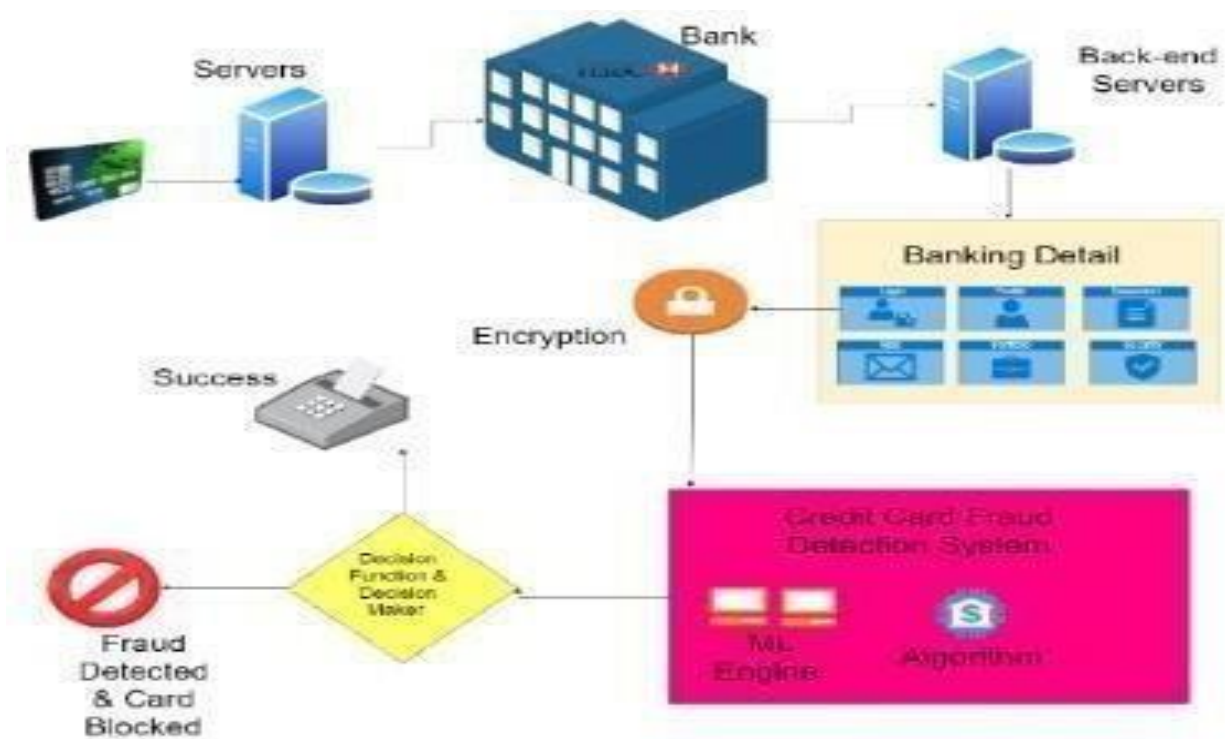 Bank
Servers
Back-end
Servers
Banking Detail
Encryption
Success
Credit Card Fraud
Detection System
Decision
Function &
Decision
Maker
ML
Engine
Algorithm
Fraud
Detected
& Card
Blocked